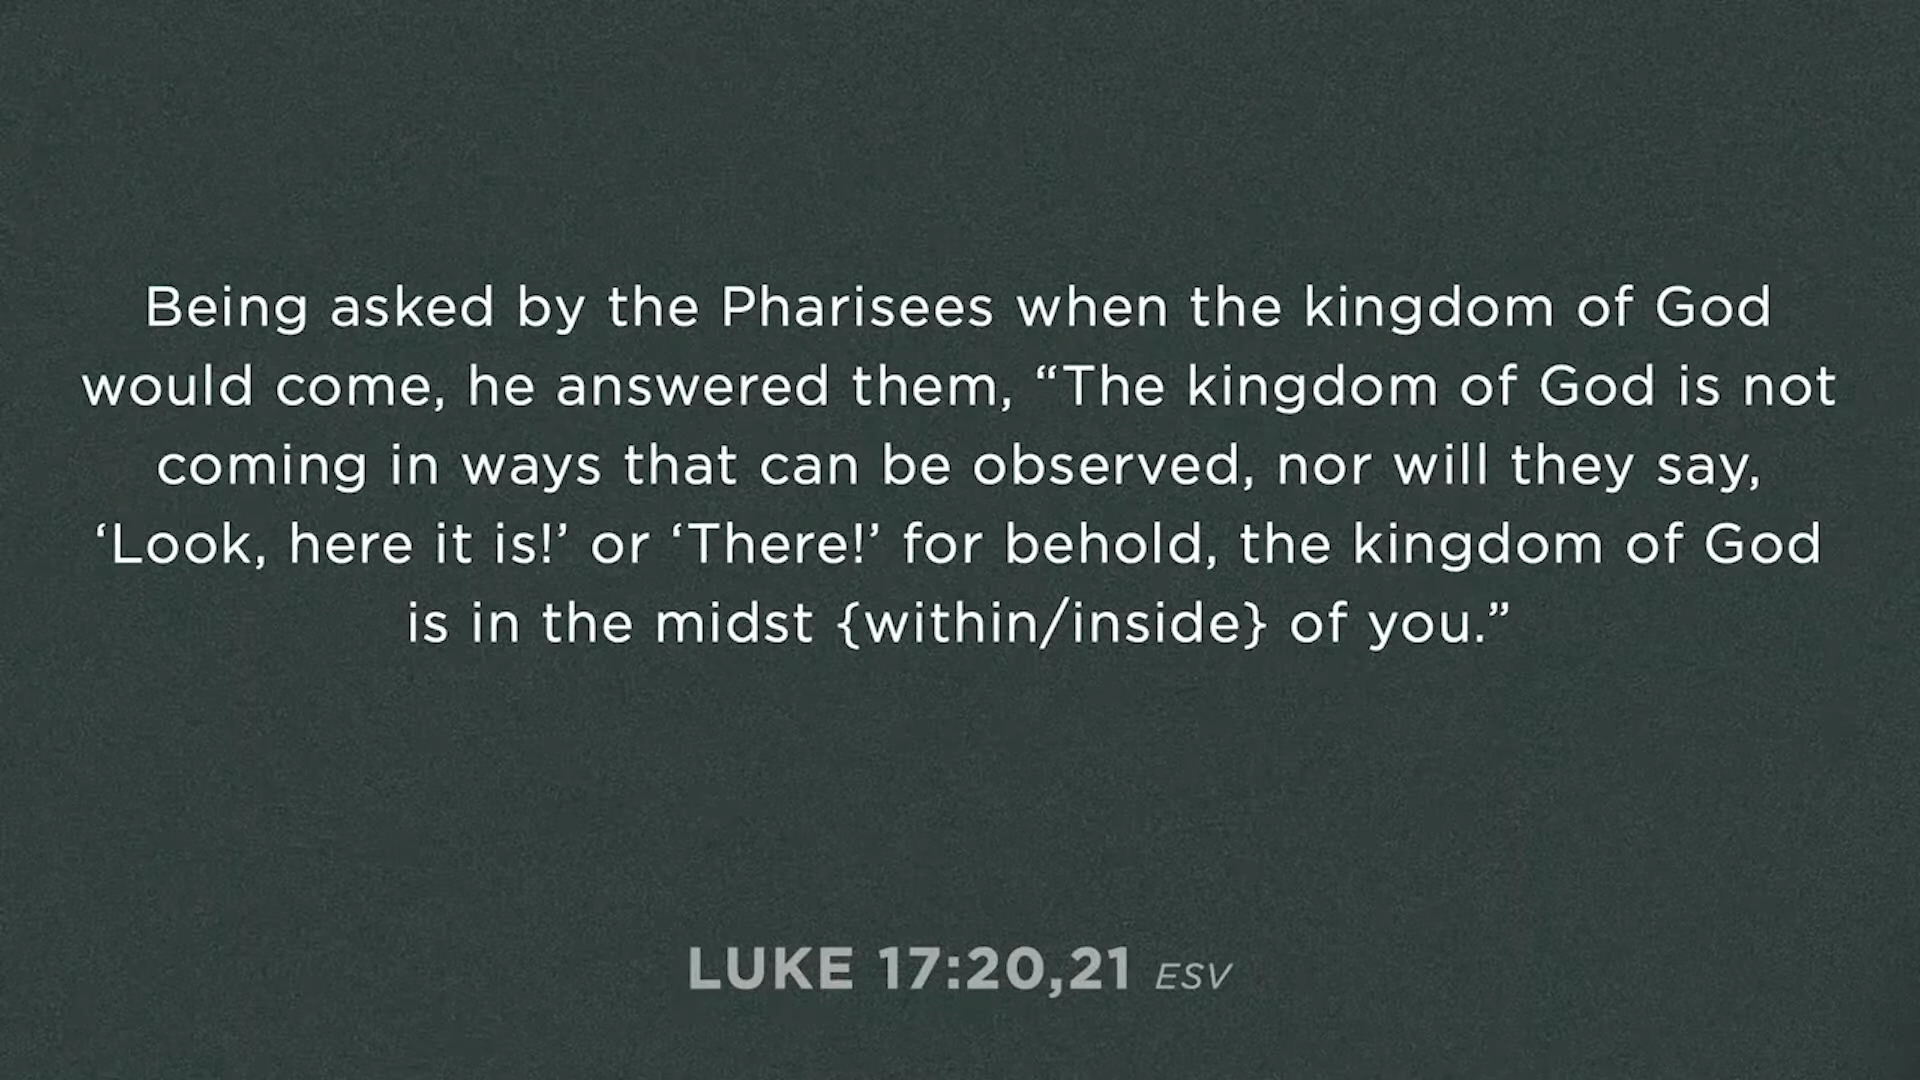 Being asked by the Pharisees when the kingdom of God
would come, he answered them, “The kingdom of God is not
coming in ways that can be observed, nor will they say,
‘Look, here it is!’ or ‘There!’ for behold, the kingdom of God
is in the midst {within/inside} of you.”
LUKE 17:20,21 ESV